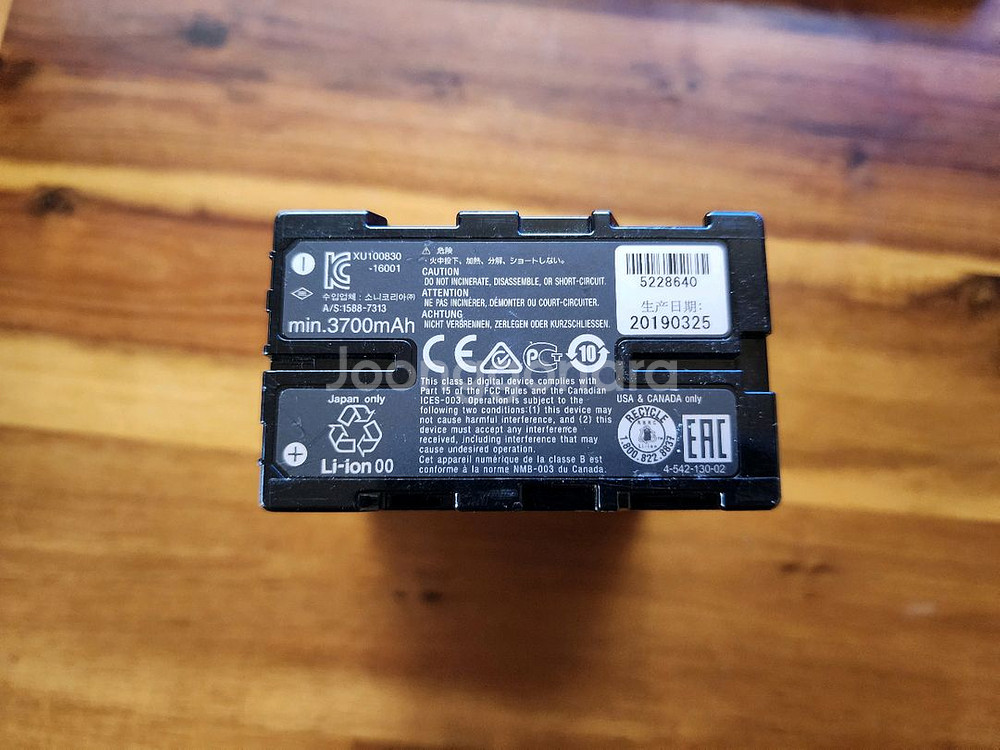 XU100830
-16001
수입업체 : 소니코리아㈜
A/S:1588-7313
min.3700mAh
⚠ 危険
・火中投下、加熱、分解、ショートしない。
CAUTION
DO NOT INCINERATE, DISASSEMBLE, OR SHORT-CIRCUIT.
ATTENTION
NE PAS INCINÉRER, DÉMONTER OU COURT-CIRCUITER.
ACHTUNG
NICHT VERBRENNEN, ZERLEGEN ODER KURZSCHLIESSEN.
5228640
生产日期:
20190325
CE
PCT
10
Joongonara
Japan only
Li-ion 00
This class B digital device complies with
Part 15 of the FCC Rules and the Canadian
ICES-003. Operation is subject to the
following two conditions:(1) this device may
not cause harmful interference, and (2) this
device must accept any interference
received, including interference that may
cause undesired operation.
Cet appareil numérique de la classe B est
conforme à la norme NMB-003 du Canada.
USA & CANADA only
RECYCLE
1.800.822.8837
EAC
4-542-130-02